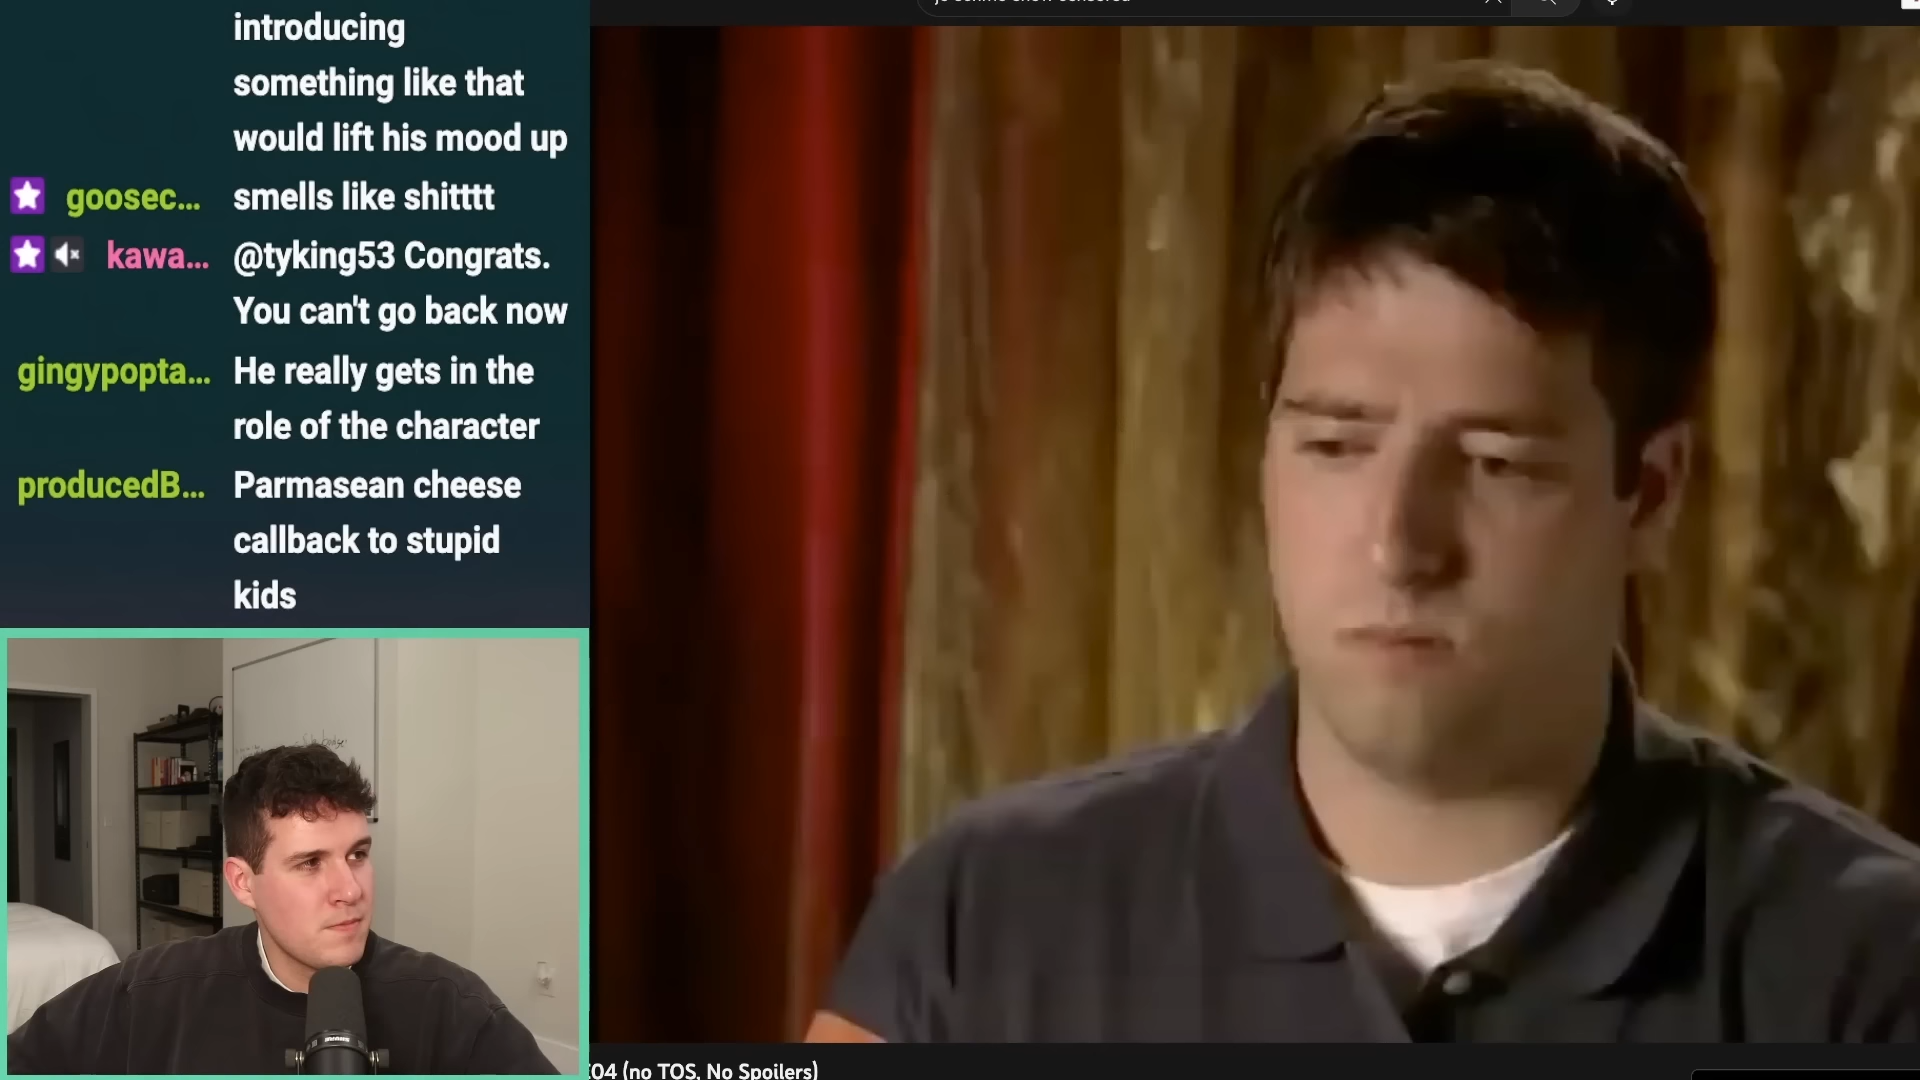 introducing
something like that
would lift his mood up
goosec... smells like shitttt
kawa... @tyking53 Congrats.
You can't go back now
gingypopta... He really gets in the
role of the character
producedB... Parmasean cheese
callback to stupid
kids
04 (no TOS, No Spoilers)